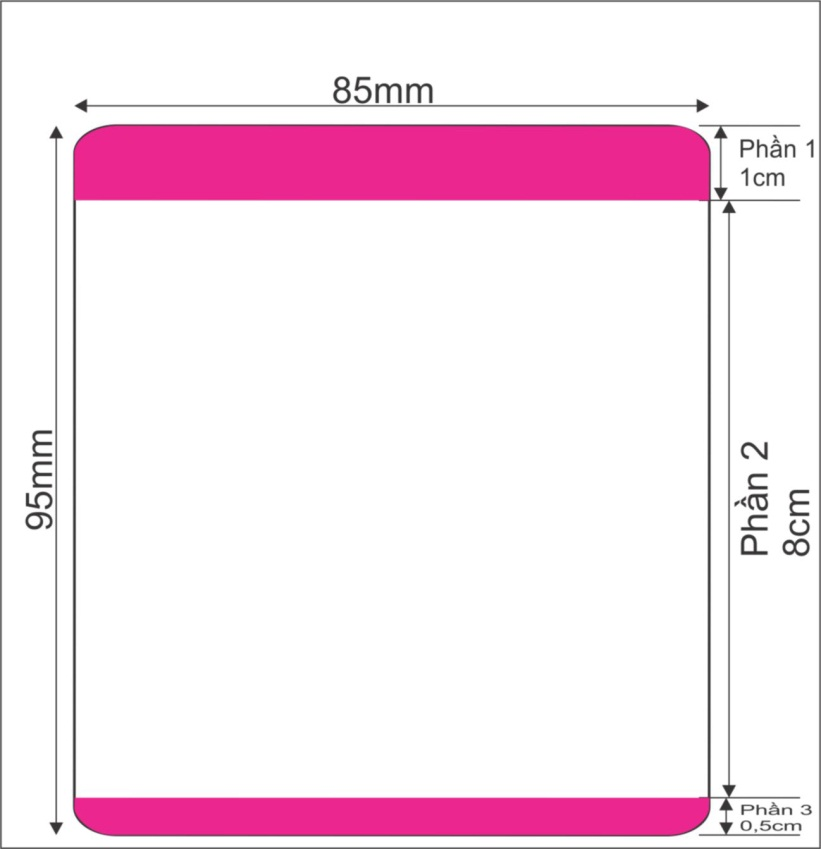 85mm
Phần 1
1cm
95mm
Phần 2
8cm
Phần 3
0,5cm